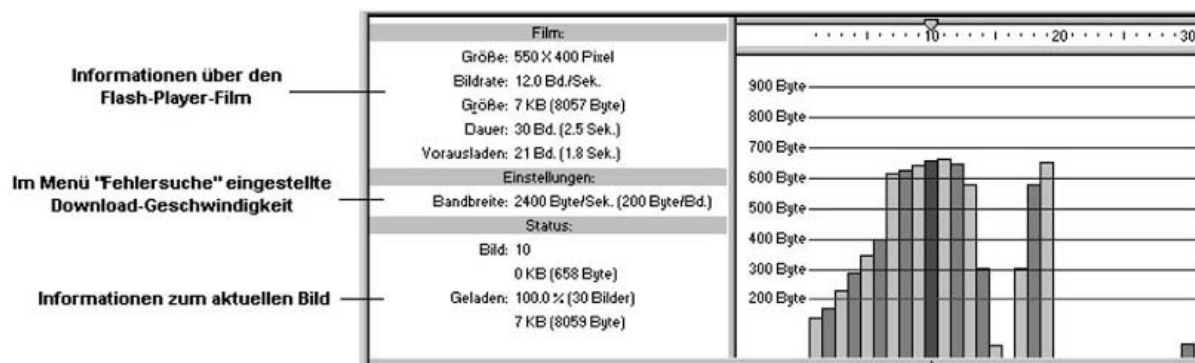 Informationen über den
Flash-Player-Film
Im Menü "Fehlersuche" eingestellte
Download-Geschwindigkeit
Informationen zum aktuellen Bild
Film:
Größe: 550 X 400 Pixel
Bildrate: 12.0 Bd./Sek.
Größe: 7 KB (8057 Byte)
Dauer: 30 Bd. (2.5 Sek.)
Vorausladen: 21 Bd. (1.8 Sek.)
Einstellungen:
Bandbreite: 2400 Byte/Sek. (200 Byte/Bd.)
Status:
Bild: 10
0 KB (658 Byte)
Geladen: 100.0 % (30 Bilder)
7 KB (8059 Byte)
10 20 30
900 Byte
800 Byte
700 Byte
600 Byte
500 Byte
400 Byte
300 Byte
200 Byte